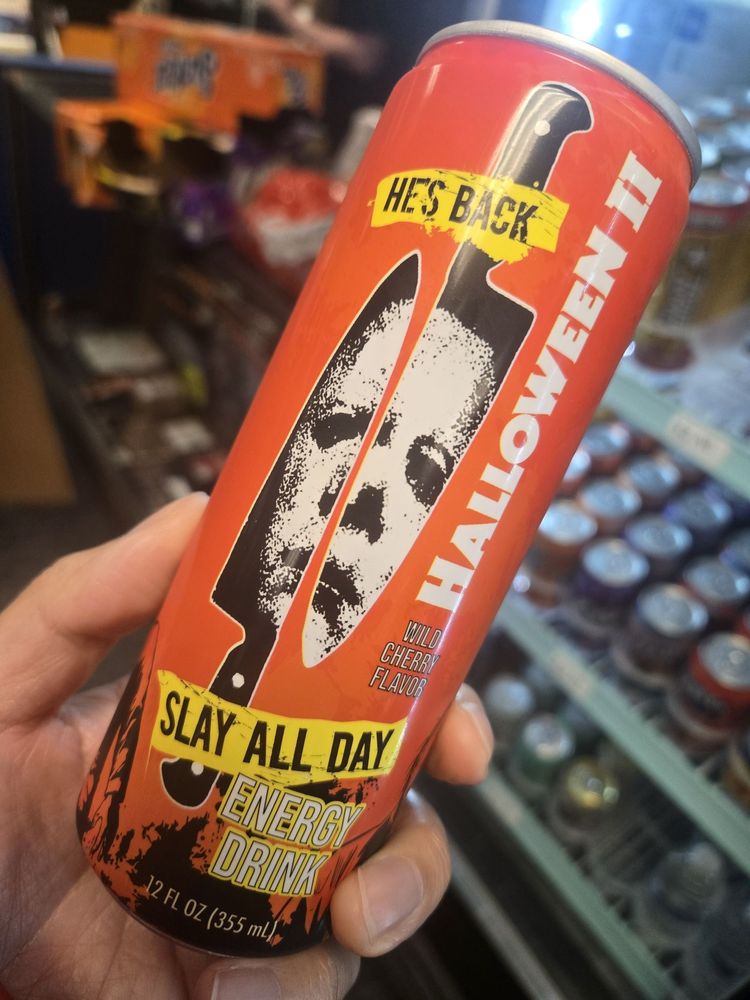 HE'S BACK
HALLOWEEN II
WILD
CHERRY
FLAVOR
SLAY ALL DAY
ENERGY
DRINK
12 FL OZ (355 mL)